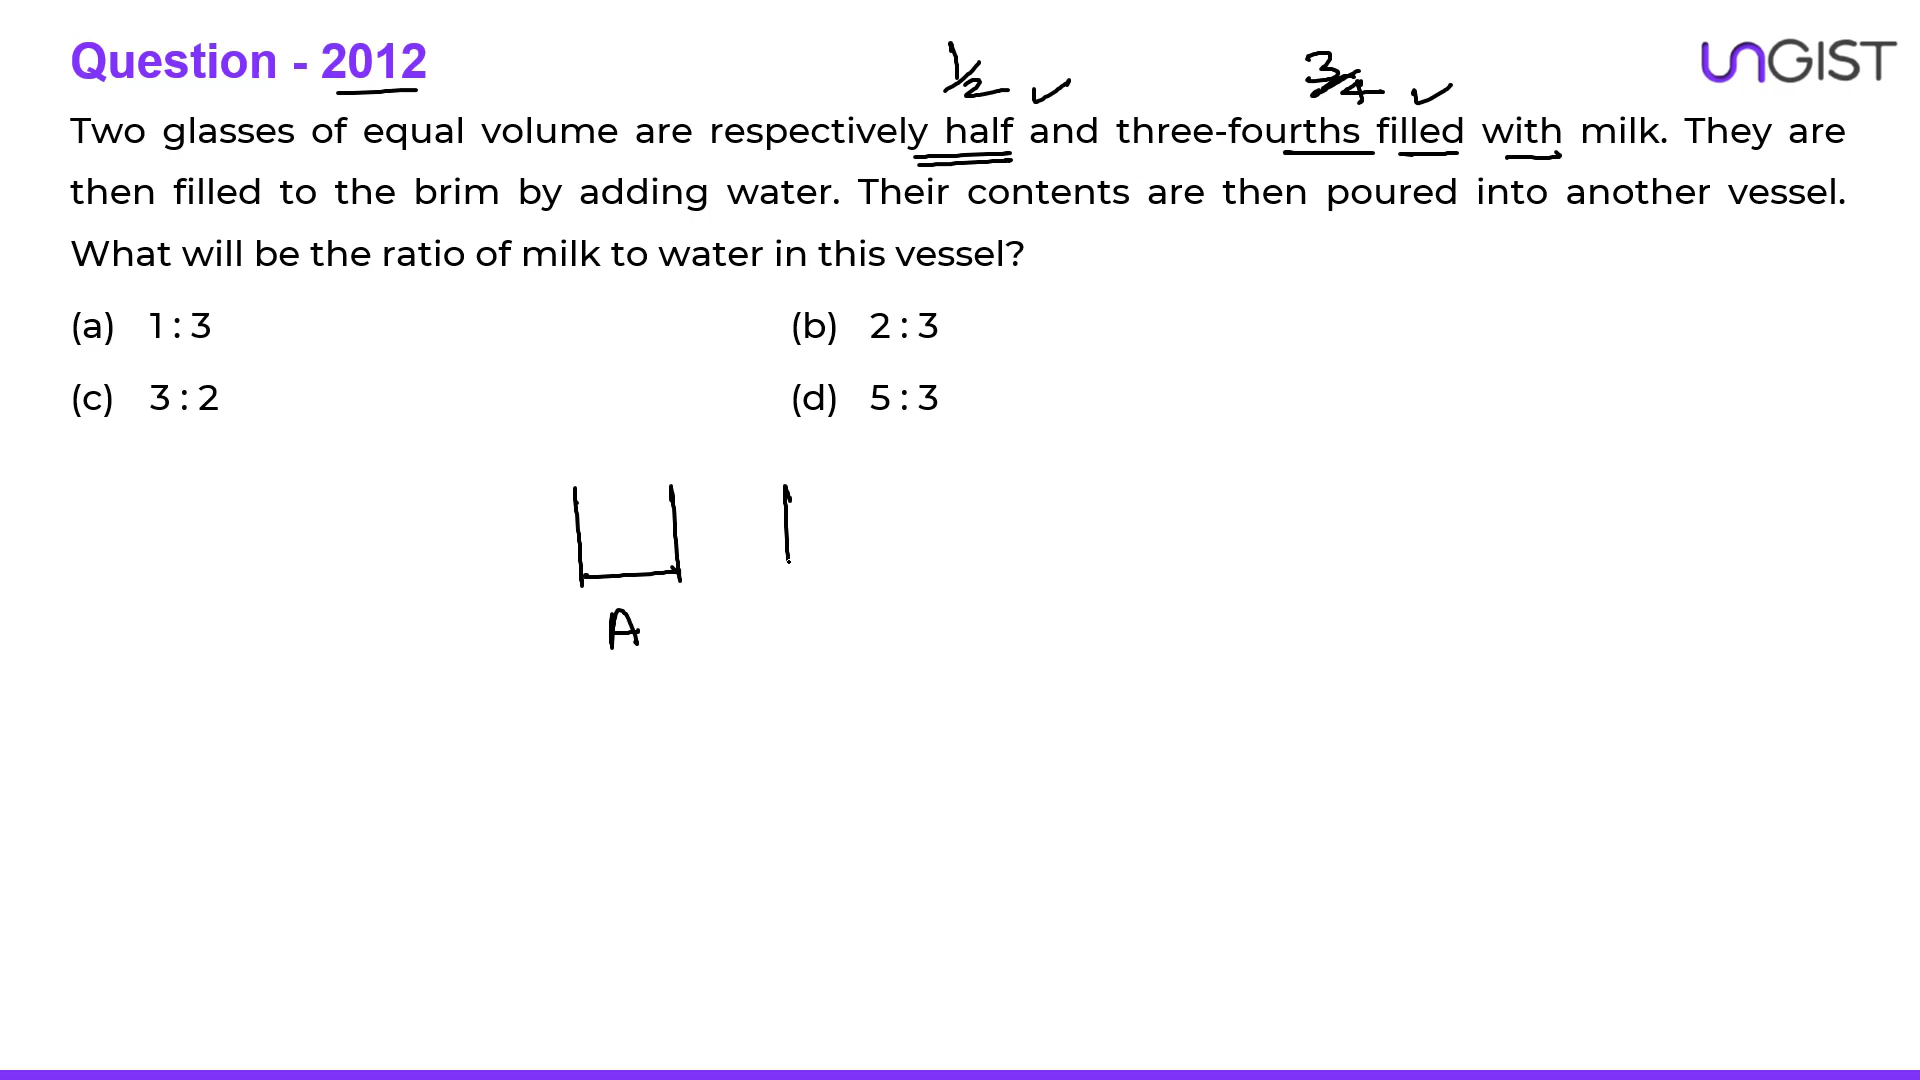 Question - 2012
1/2
3/4
UNGIST
Two glasses of equal volume are respectively half and three-fourths filled with milk. They are
then filled to the brim by adding water. Their contents are then poured into another vessel.
What will be the ratio of milk to water in this vessel?
(a) 1 : 3
(b) 2 : 3
(c) 3 : 2
(d) 5 : 3
A